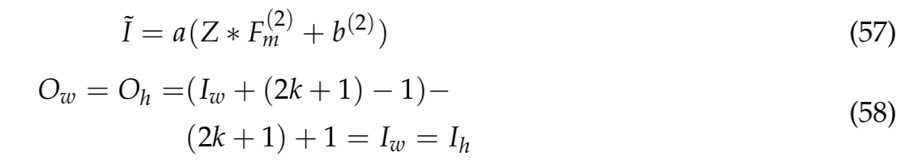 Ĩ = a(Z ∗ F_m^{(2)} + b^{(2)}) (57)
O_w = O_h =(I_w + (2k + 1) − 1)−
(2k + 1) + 1 = I_w = I_h (58)